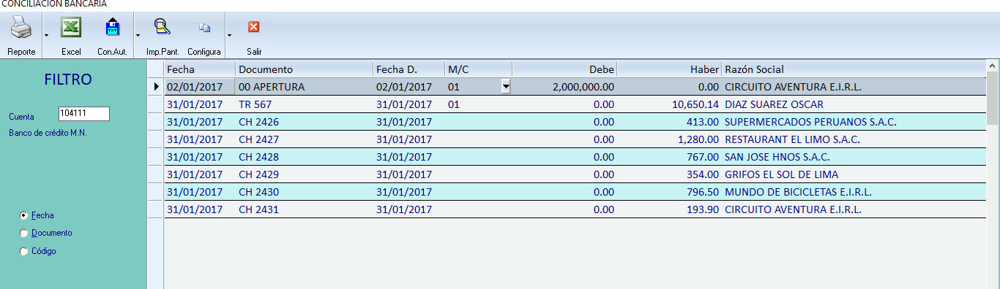 CONCILIACIÓN BANCARIA
Reporte Excel Con.Aut. Imp.Pant. Configura Salir
TXT
FILTRO
Cuenta 104111
Banco de crédito M.N.
Fecha
Documento
Código
Fecha Documento Fecha D. M/C Debe Haber Razón Social
02/01/2017 00 APERTURA 02/01/2017 01 2,000,000.00 0.00 CIRCUITO AVENTURA E.I.R.L.
31/01/2017 TR 567 31/01/2017 01 0.00 10,650.14 DIAZ SUAREZ OSCAR
31/01/2017 CH 2426 31/01/2017 0.00 413.00 SUPERMERCADOS PERUANOS S.A.C.
31/01/2017 CH 2427 31/01/2017 0.00 1,280.00 RESTAURANT EL LIMO S.A.C.
31/01/2017 CH 2428 31/01/2017 0.00 767.00 SAN JOSE HNOS S.A.C.
31/01/2017 CH 2429 31/01/2017 0.00 354.00 GRIFOS EL SOL DE LIMA
31/01/2017 CH 2430 31/01/2017 0.00 796.50 MUNDO DE BICICLETAS E.I.R.L.
31/01/2017 CH 2431 31/01/2017 0.00 193.90 CIRCUITO AVENTURA E.I.R.L.